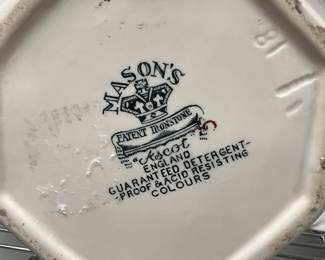 MASON'S
PATENT IRONSTONE
"Ascot"
ENGLAND
GUARANTEED DETERGENT-
-PROOF & ACID RESISTING
COLOURS